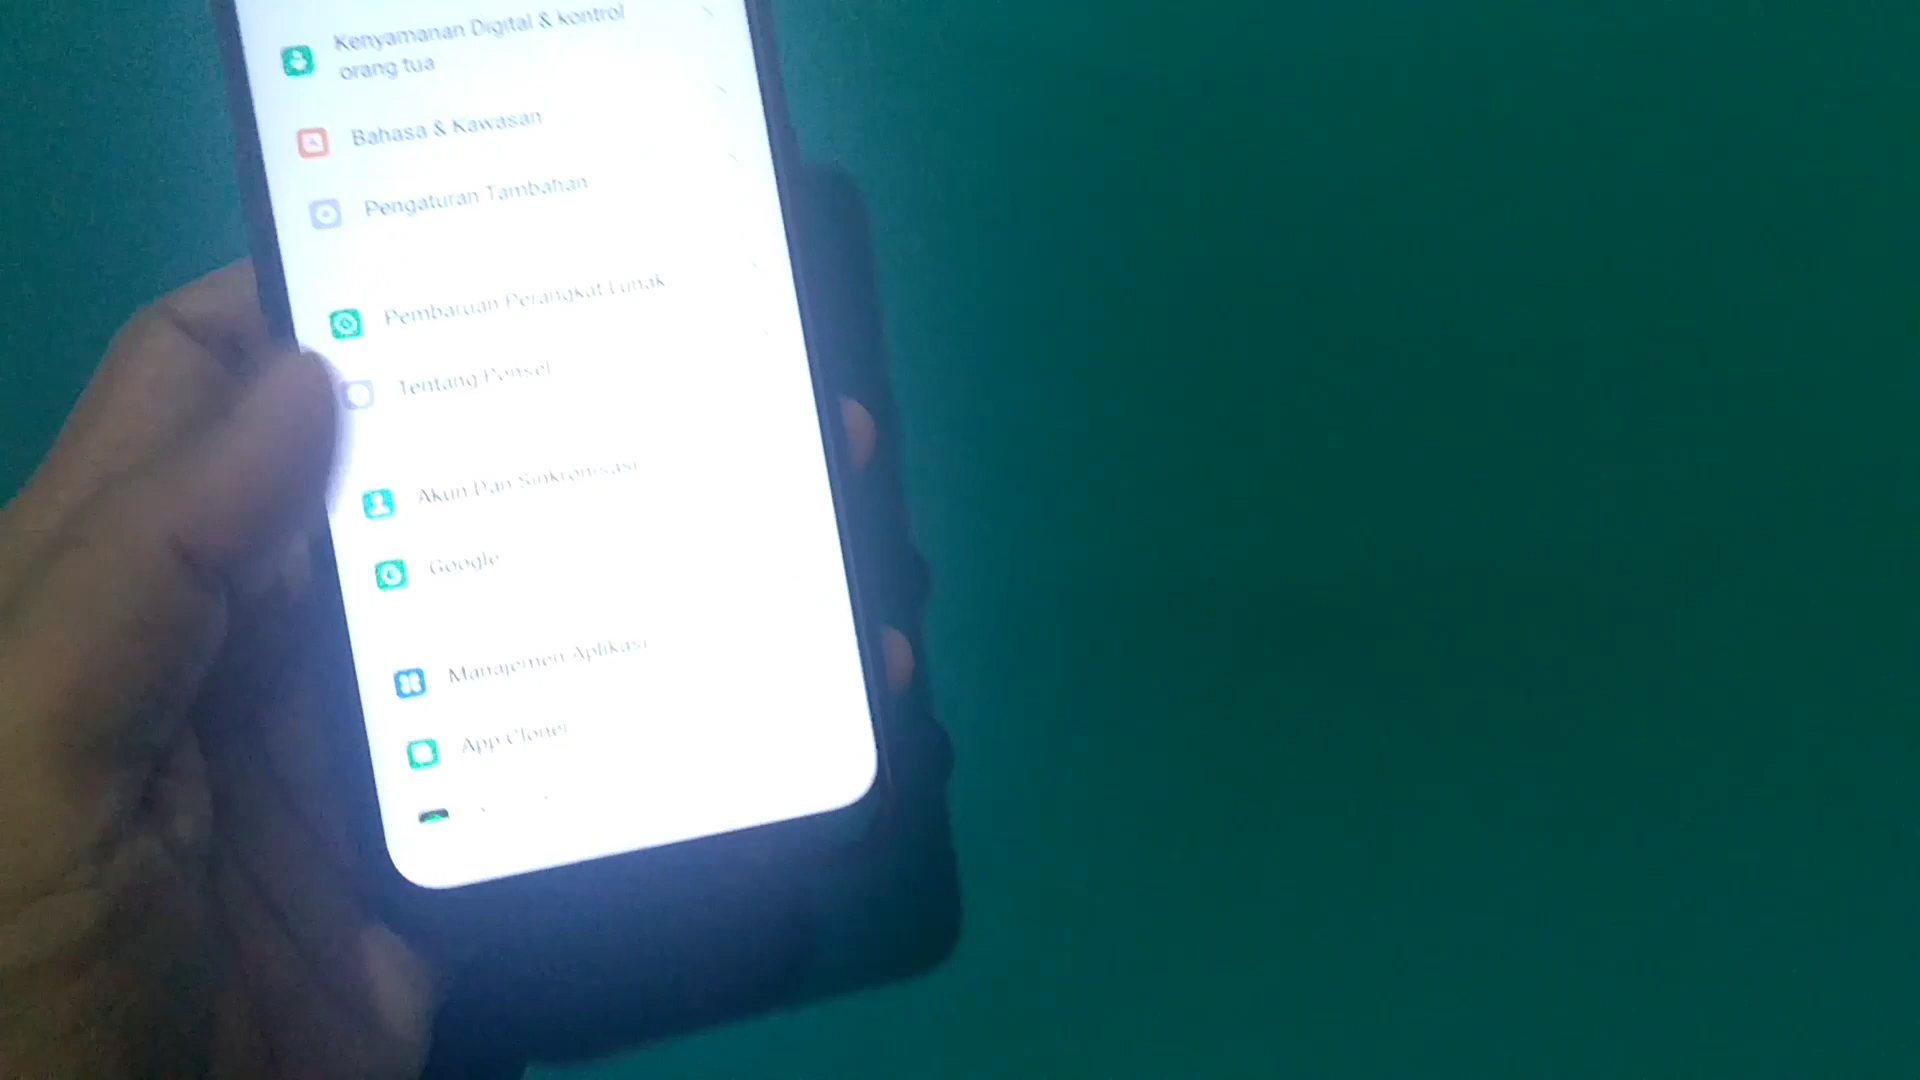 Kenyamanan Digital & kontrol
orang tua
Bahasa & Kawasan
Pengaturan Tambahan
Pembaruan Perangkat Lunak
Tentang Ponsel
Akun Dan Sinkronisasi
Google
Manajemen Aplikasi
App Cloner